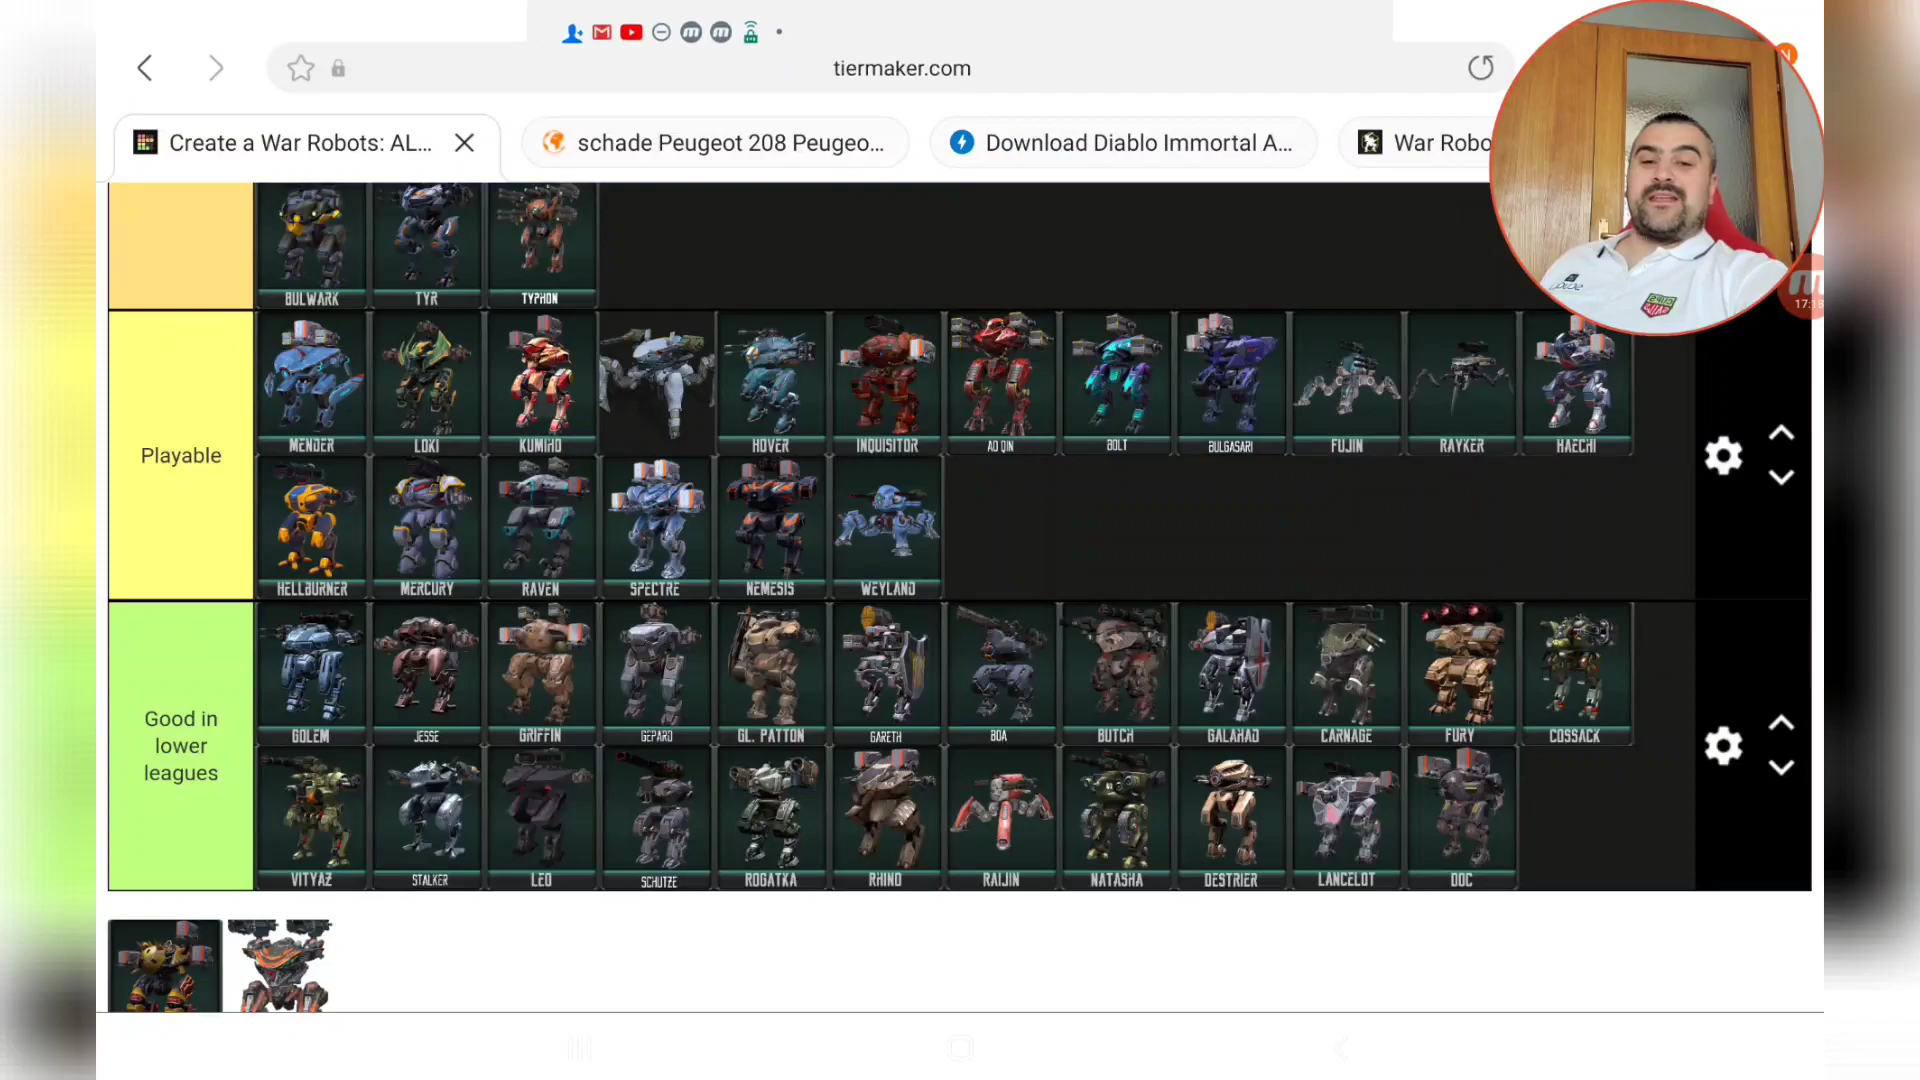 tiermaker.com
Create a War Robots: AL...
schade Peugeot 208 Peugeo...
Download Diablo Immortal A...
War Robo
17:18
BULWARK TYR TYPHON
Playable
MENDER LOKI KUMIHO HOVER INQUISITOR AO QIN BOLT BULGASARI FUJIN RAYKER HAECHI
HELLBURNER MERCURY RAVEN SPECTRE NEMESIS WEYLAND
Good in
lower
leagues
GOLEM JESSE GRIFFIN GEPARD GL. PATTON GARETH BOA BUTCH GALAHAD CARNAGE FURY COSSACK
VITYAZ STALKER LEO SCHUTZE ROGATKA RHINO RAIJIN NATASHA DESTRIER LANCELOT DOC